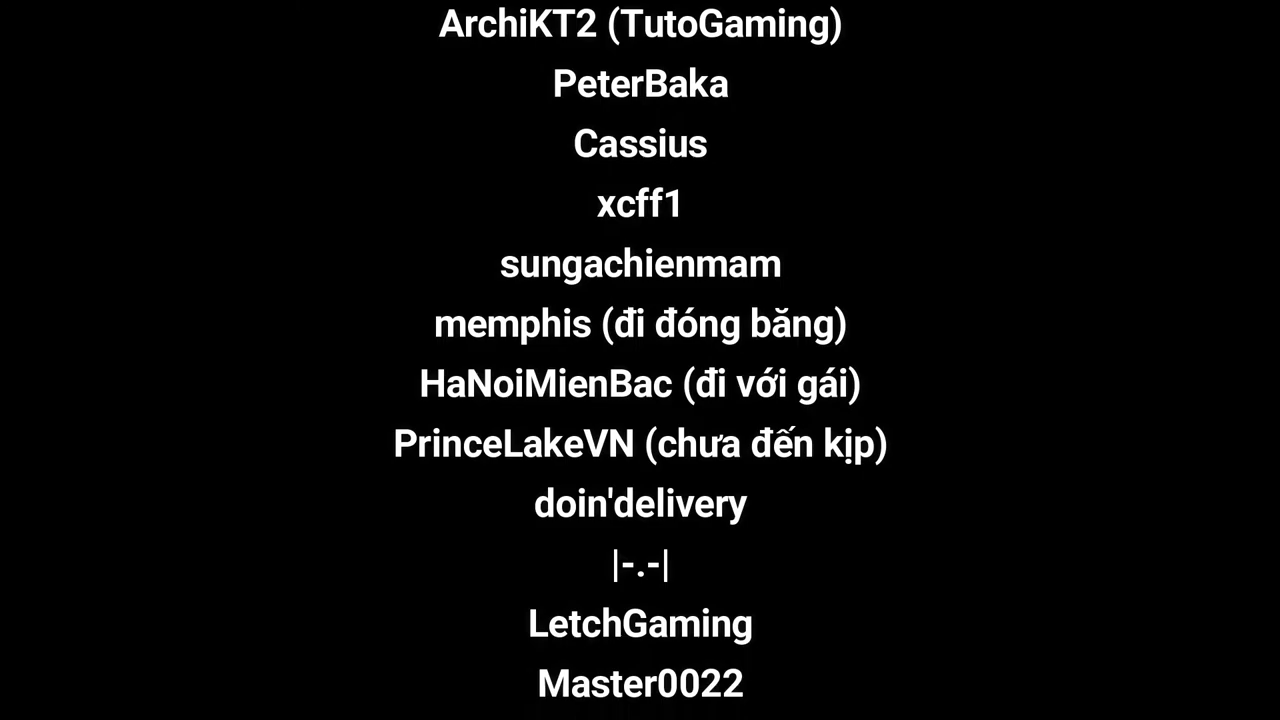 ArchiKT2 (TutoGaming)
PeterBaka
Cassius
xcff1
sungachienmam
memphis (đi đóng băng)
HaNoiMienBac (đi với gái)
PrinceLakeVN (chưa đến kịp)
doin'delivery
|-.-|
LetchGaming
Master0022